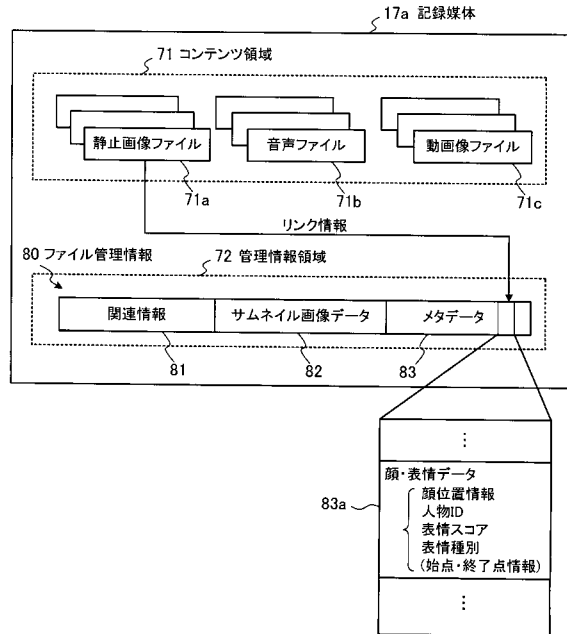 17a 記録媒体
71 コンテンツ領域
静止画像ファイル
音声ファイル
動画像ファイル
71a
71b
71c
リンク情報
80 ファイル管理情報
72 管理情報領域
関連情報
サムネイル画像データ
メタデータ
81
82
83
⋮
顔・表情データ
顔位置情報
人物ID
表情スコア
表情種別
(始点・終了点情報)
83a
⋮